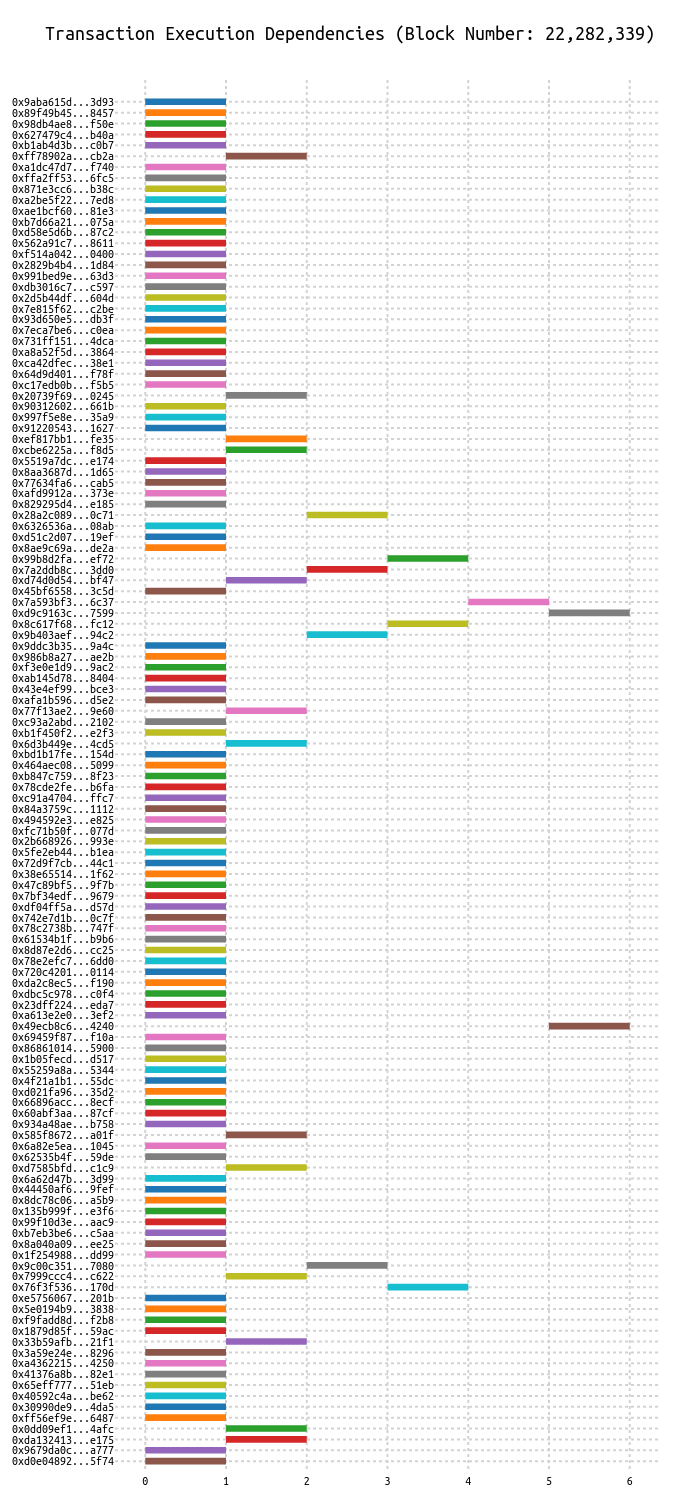 Transaction Execution Dependencies (Block Number: 22,282,339)
0x9aba615d...3d93
0x89f49b45...8457
0x98db4ae8...f50e
0x627479c4...b40a
0xb1ab4d3b...c0b7
0xff78902a...cb2a
0xa1dc47d7...f740
0xffa2ff53...6fc5
0x871e3cc6...b38c
0xa2be5f22...7ed8
0xae1bcf60...81e3
0xb7d66a21...075a
0xd58e5d6b...87c2
0x562a91c7...8611
0xf514a042...0400
0x2829b4b4...1d84
0x991bed9e...63d3
0xdb3016c7...c597
0x2d5b44df...604d
0x7e815f62...c2be
0x93d650e5...db3f
0x7eca7be6...c0ea
0x731ff151...4dca
0xa8a52f5d...3864
0xca42dfec...38e1
0x64d9d401...f78f
0xc17edb0b...f5b5
0x20739f69...0245
0x90312602...661b
0x997f5e8e...35a9
0x91220543...1627
0xef817bb1...fe35
0xcbe6225a...f8d5
0x5519a7dc...e174
0x8aa3687d...1d65
0x77634fa6...cab5
0xafd9912a...373e
0x829295d4...e185
0x28a2c089...0c71
0x6326536a...08ab
0xd51c2d07...19ef
0x8ae9c69a...de2a
0x99b8d2fa...ef72
0x7a2ddb8c...3dd0
0xd74d0d54...bf47
0x45bf6558...3c5d
0x7a593bf3...6c37
0xd9c9163c...7599
0x8c617f68...fc12
0x9b403aef...94c2
0x9ddc3b35...9a4c
0x986b8a27...ae2b
0xf3e0e1d9...9ac2
0xab145d78...8404
0x43e4ef99...bce3
0xafa1b596...d5e2
0x77f13ae2...9e60
0xc93a2abd...2102
0xb1f450f2...e2f3
0x6d3b449e...4cd5
0xbd1b17fe...154d
0x464aec08...5099
0xb847c759...8f23
0x78cde2fe...b6fa
0xc91a4704...ffc7
0x84a3759c...1112
0x494592e3...e825
0xfc71b50f...077d
0x2b668926...993e
0x5fe2eb44...b1ea
0x72d9f7cb...44c1
0x38e65514...1f62
0x47c89bf5...9f7b
0x7bf34edf...9679
0xdf04ff5a...d57d
0x742e7d1b...0c7f
0x78c2738b...747f
0x61534b1f...b9b6
0x8d87e2d6...cc25
0x78e2efc7...6dd0
0x720c4201...0114
0xda2c8ec5...f190
0xdbc5c978...c0f4
0x23dff224...eda7
0xa613e2e0...3ef2
0x49ecb8c6...4240
0x69459f87...f10a
0x86861014...5900
0x1b05fecd...d517
0x55259a8a...5344
0x4f21a1b1...55dc
0xd021fa96...35d2
0x66896acc...8ecf
0x60abf3aa...87cf
0x934a48ae...b758
0x585f8672...a01f
0x6a82e5ea...1045
0x62535b4f...59de
0xd7585bfd...c1c9
0x6a62d47b...3d99
0x44450af6...9fef
0x8dc78c06...a5b9
0x135b999f...e3f6
0x99f10d3e...aac9
0xb7eb3be6...c5aa
0x8a040a09...ee25
0x1f254988...dd99
0x9c00c351...7080
0x7999ccc4...c622
0x76f3f536...170d
0xe5756067...201b
0x5e0194b9...3838
0xf9fadd8d...f2b8
0x1879d85f...59ac
0x33b59afb...21f1
0x3a59e24e...8296
0xa4362215...4250
0x41376a8b...82e1
0x65eff777...51eb
0x40592c4a...be62
0x30990de9...4da5
0xff56ef9e...6487
0x0dd09ef1...4afc
0xda132413...e175
0x9679da0c...a777
0xd0e04892...5f74
0 1 2 3 4 5 6